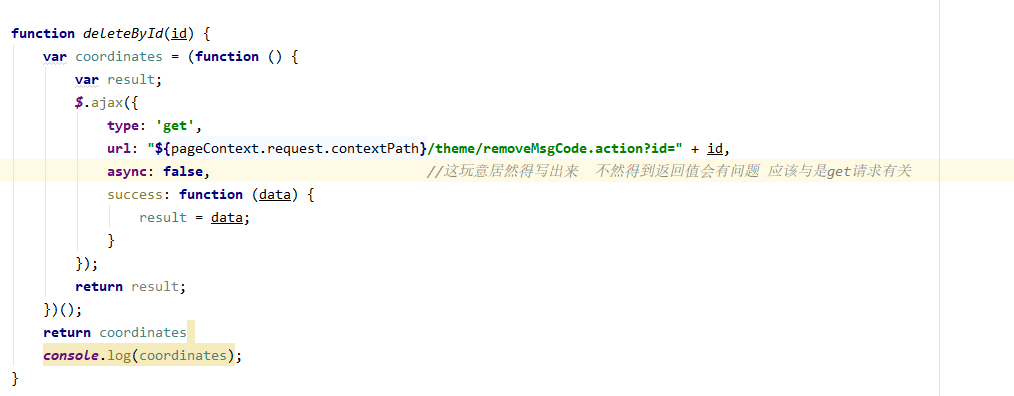 function deleteById(id) {
    var coordinates = (function () {
        var result;
        $.ajax({
            type: 'get',
            url: "${pageContext.request.contextPath}/theme/removeMsgCode.action?id=" + id,
            async: false,                           //这玩意居然得写出来  不然得到返回值会有问题 应该与是get请求有关
            success: function (data) {
                result = data;
            }
        });
        return result;
    })();
    return coordinates
    console.log(coordinates);
}